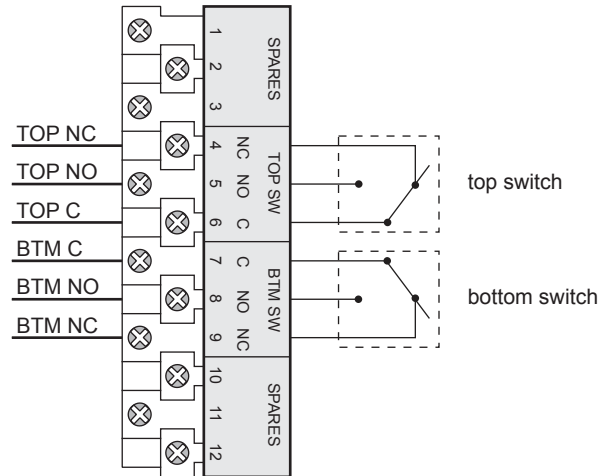 1
2
SPARES
3
TOP NC
4
NC
TOP NO
5
NO
TOP SW
top switch
TOP C
6
C
BTM C
7
C
BTM NO
8
NO
BTM SW
bottom switch
BTM NC
9
NC
10
11
SPARES
12